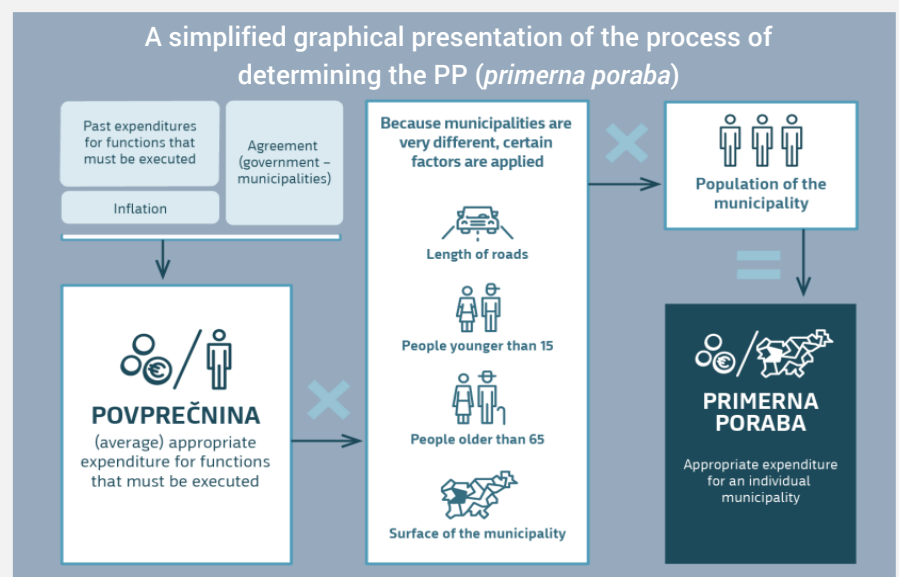 A simplified graphical presentation of the process of
determining the PP (primerna poraba)
Past expenditures
for functions that
must be executed
Inflation
Agreement
(government –
municipalities)
POVPREČNINA
(average) appropriate
expenditure for functions
that must be executed
Because municipalities are
very different, certain
factors are applied
Length of roads
People younger than 15
People older than 65
Surface of the municipality
Population of the
municipality
PRIMERNA
PORABA
Appropriate expenditure
for an individual
municipality